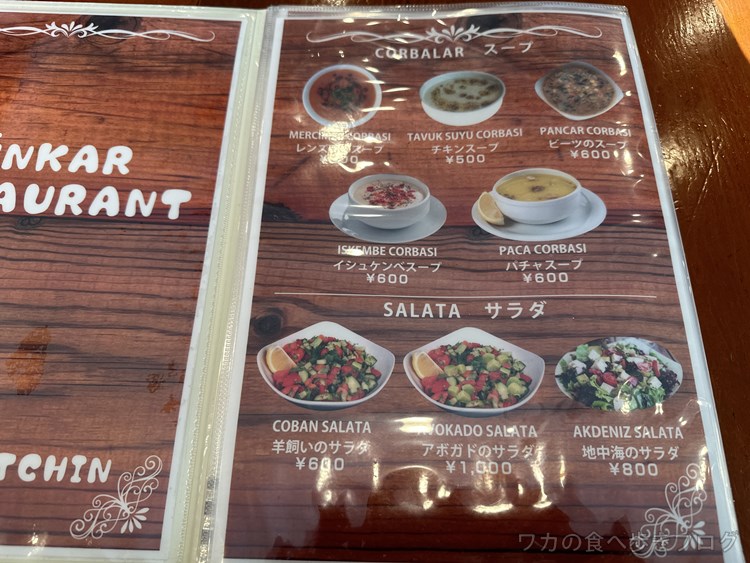 INKAR
AURANT
TCHIN
CORBALAR スープ
MERCIMEK CORBASI
レンズ豆のスープ
TAVUK SUYU CORBASI
チキンスープ
¥500
PANCAR CORBASI
ビーツのスープ
¥600
ISKEMBE CORBASI
イシュケンベスープ
¥600
PACA CORBASI
パチャスープ
¥600
SALATA サラダ
COBAN SALATA
羊飼いのサラダ
¥600
AVOKADO SALATA
アボガドのサラダ
¥1,000
AKDENIZ SALATA
地中海のサラダ
¥800
ワカの食べ歩きブログ